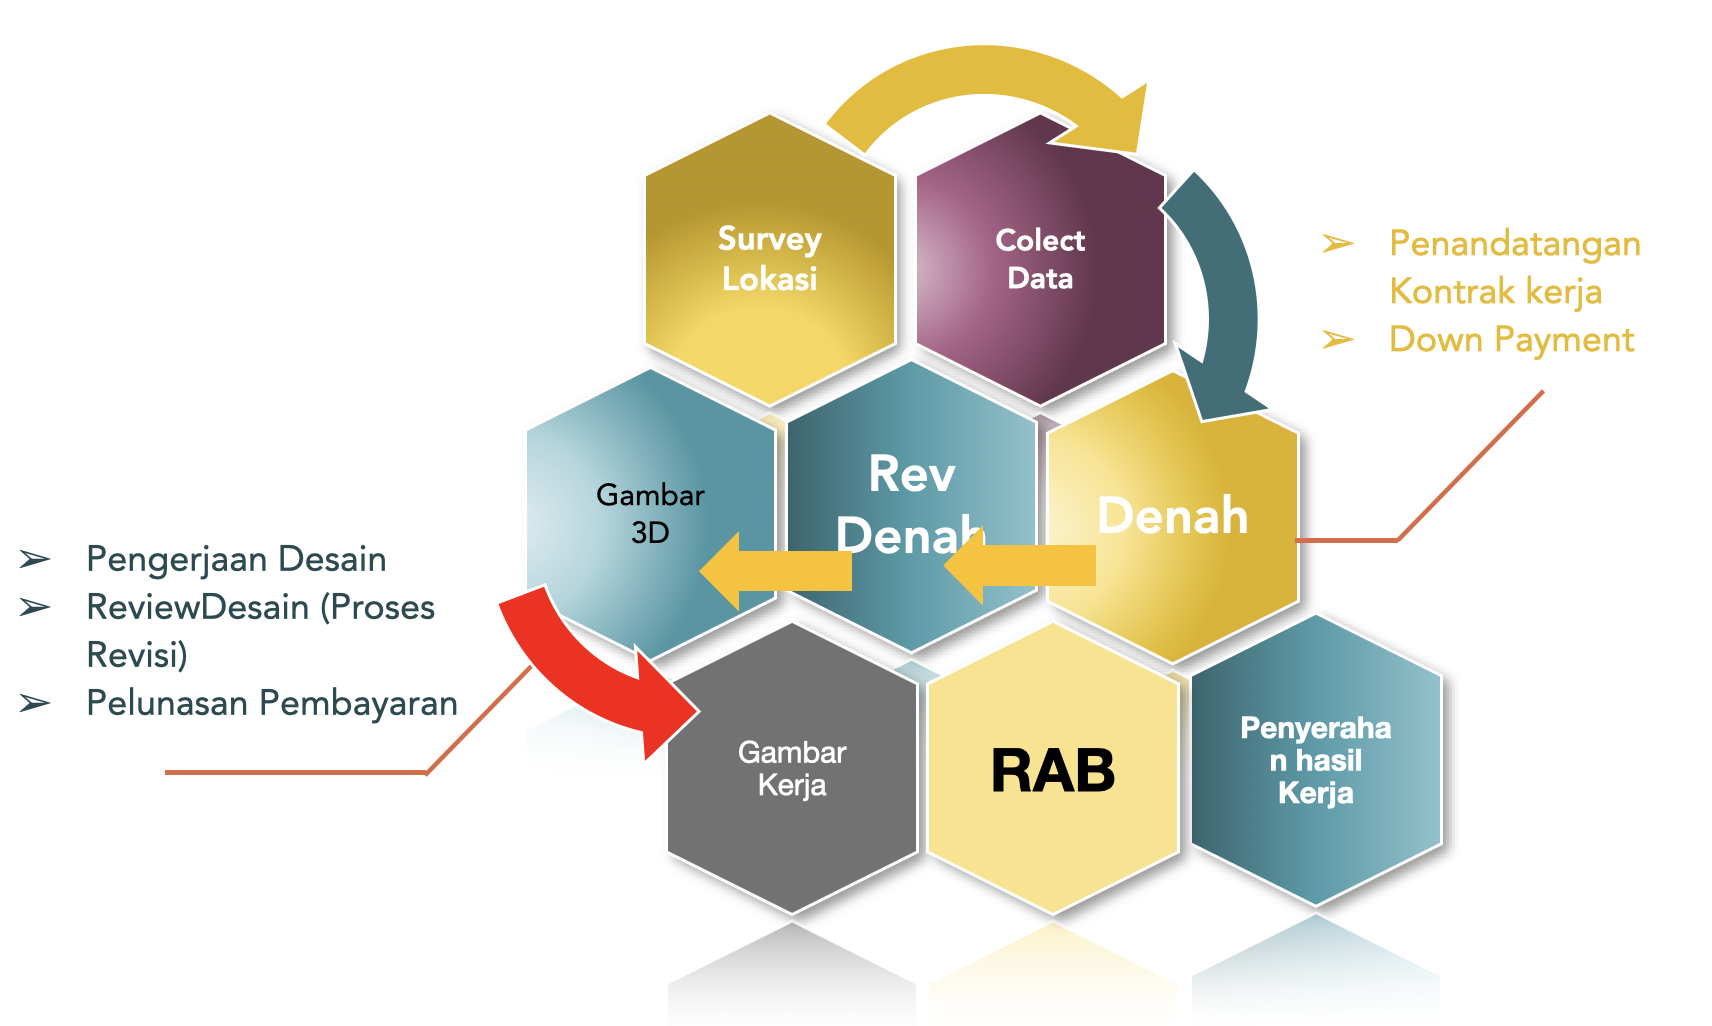 Survey
Lokasi
Colect
Data
➢ Penandatangan
Kontrak kerja
➢ Down Payment
Gambar
3D
Rev
Denah
Denah
➢ Pengerjaan Desain
➢ ReviewDesain (Proses
Revisi)
➢ Pelunasan Pembayaran
Gambar
Kerja
RAB
Penyeraha
n hasil
Kerja